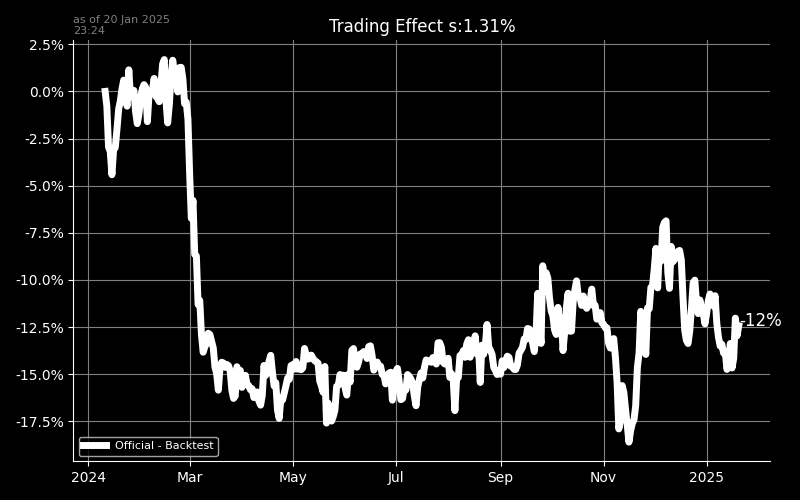 as of 20 Jan 2025
23:24
Trading Effect s:1.31%
2.5%
0.0%
-2.5%
-5.0%
-7.5%
-10.0%
-12.5%
-15.0%
-17.5%
-12%
Official - Backtest
2024 Mar May Jul Sep Nov 2025